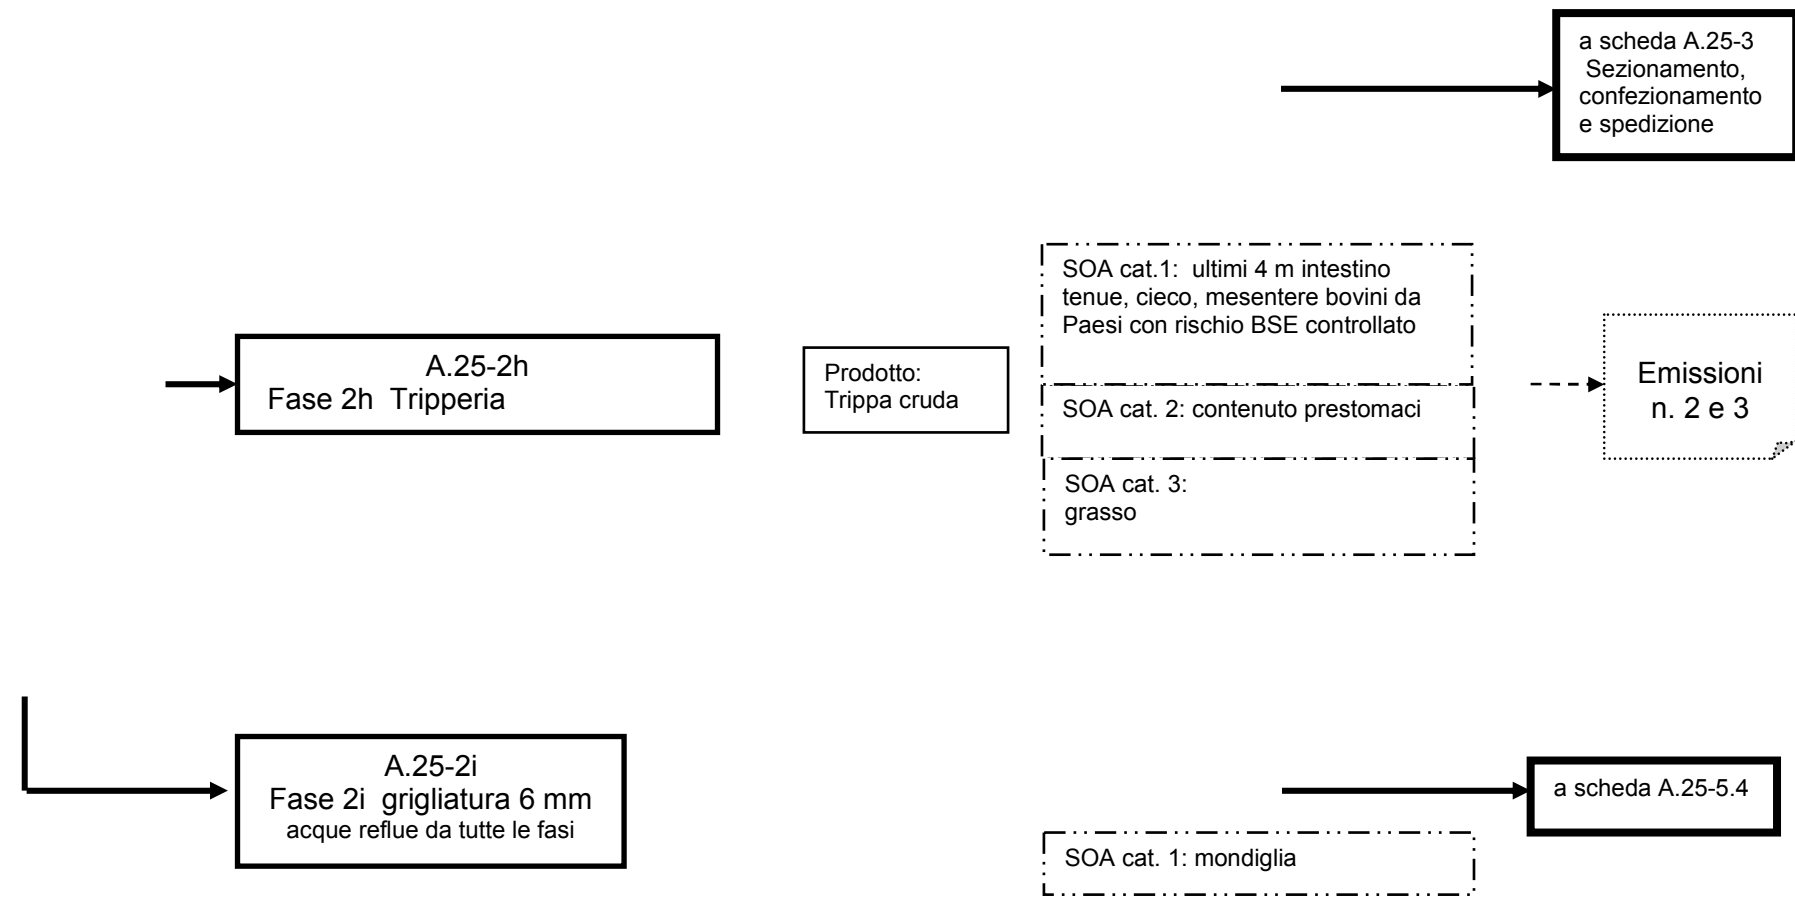 a scheda A.25-3
Sezionamento,
confezionamento
e spedizione
SOA cat.1: ultimi 4 m intestino
tenue, cieco, mesentere bovini da
Paesi con rischio BSE controllato
A.25-2h
Fase 2h Tripperia
Prodotto:
Trippa cruda
SOA cat. 2: contenuto prestomaci
Emissioni
n. 2 e 3
SOA cat. 3:
grasso
A.25-2i
Fase 2i grigliatura 6 mm
acque reflue da tutte le fasi
a scheda A.25-5.4
SOA cat. 1: mondiglia